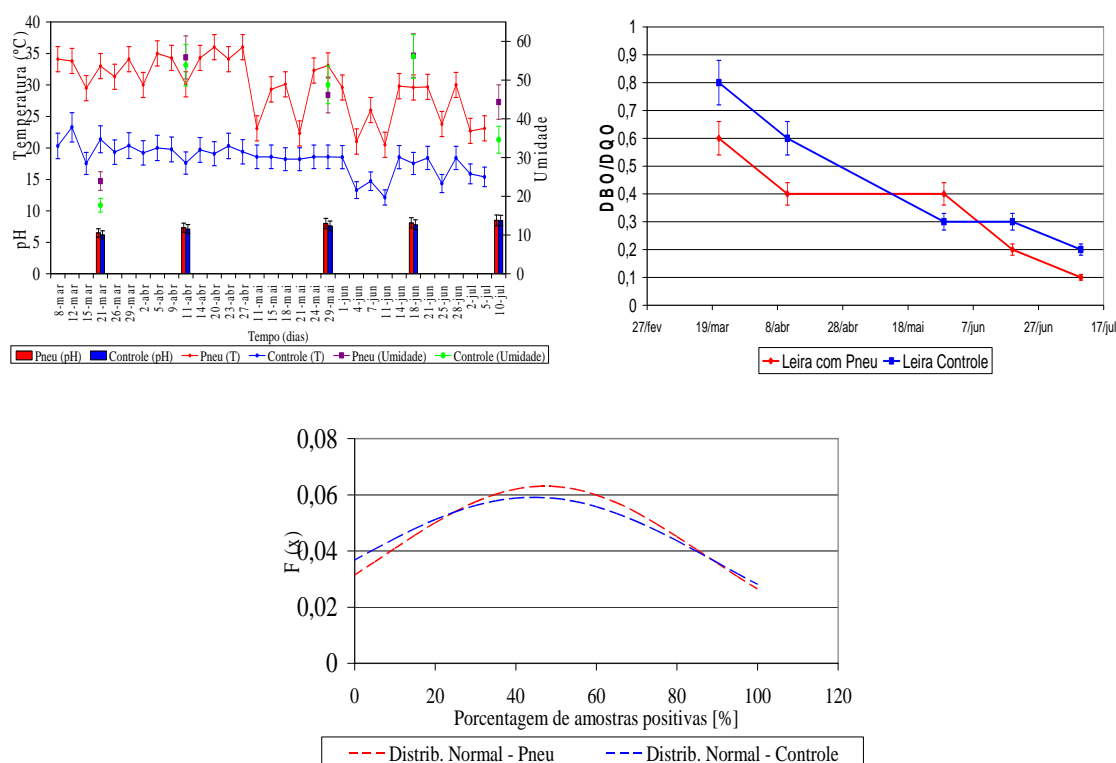 Temperatura (ºC)
pH
40
35
30
25
20
15
10
5
0
60
50
40
30
20
10
0
Umidade
8-mar
12-mar
15-mar
21-mar
26-mar
29-mar
2-abr
5-abr
9-abr
11-abr
14-abr
20-abr
23-abr
27-abr
11-mai
15-mai
18-mai
21-mai
24-mai
29-mai
1-jun
4-jun
7-jun
11-jun
14-jun
18-jun
21-jun
25-jun
28-jun
2-jul
5-jul
10-jul
Tempo (dias)
Pneu (pH) Controle (pH) Pneu (T) Controle (T) Pneu (Umidade) Controle (Umidade)
DBO/DQO
1
0,9
0,8
0,7
0,6
0,5
0,4
0,3
0,2
0,1
0
27/fev 19/mar 8/abr 28/abr 18/mai 7/jun 27/jun 17/jul
Leira com Pneu Leira Controle
F (x)
0,08
0,06
0,04
0,02
0
0 20 40 60 80 100 120
Porcentagem de amostras positivas [%]
Distrib. Normal - Pneu Distrib. Normal - Controle